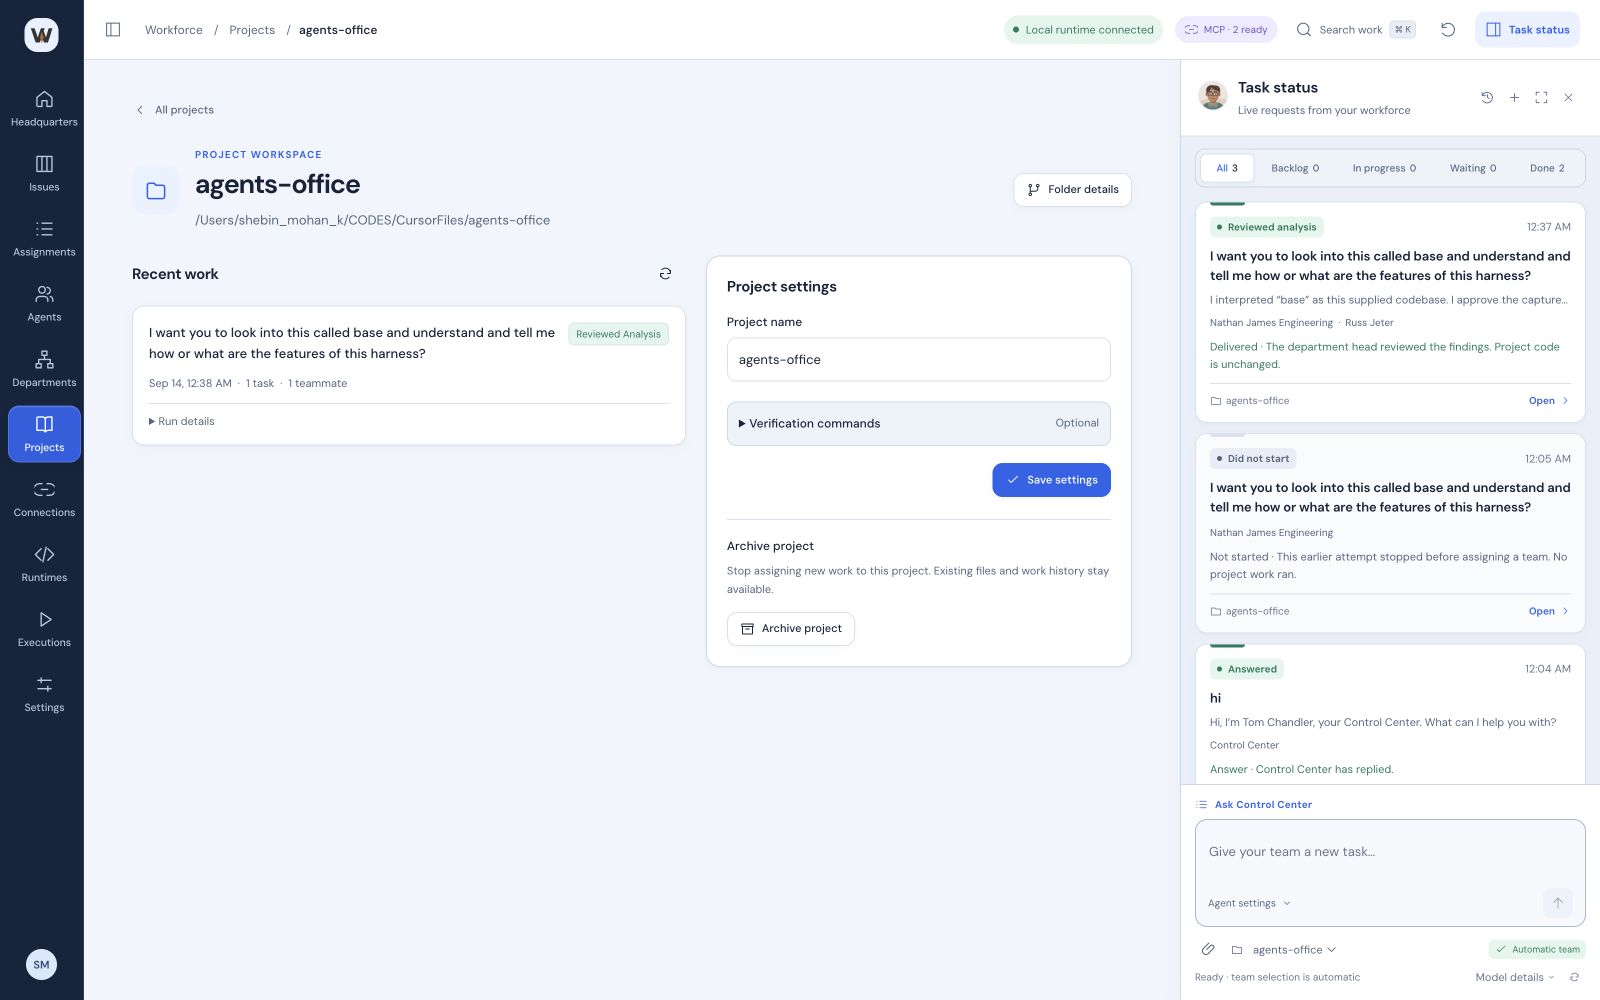 W
Headquarters
Issues
Assignments
Agents
Departments
Projects
Connections
Runtimes
Executions
Settings
SM
Workforce / Projects / agents-office
Local runtime connected
MCP · 2 ready
Search work ⌘ K
Task status
All projects
PROJECT WORKSPACE
agents-office
/Users/shebin_mohan_k/CODES/CursorFiles/agents-office
Folder details
Recent work
I want you to look into this called base and understand and tell me
how or what are the features of this harness?
Reviewed Analysis
Sep 14, 12:38 AM · 1 task · 1 teammate
Run details
Project settings
Project name
agents-office
Verification commands
Optional
Save settings
Archive project
Stop assigning new work to this project. Existing files and work history stay
available.
Archive project
Task status
Live requests from your workforce
All 3
Backlog 0
In progress 0
Waiting 0
Done 2
Reviewed analysis
12:37 AM
I want you to look into this called base and understand and
tell me how or what are the features of this harness?
I interpreted “base” as this supplied codebase. I approve the capture…
Nathan James Engineering · Russ Jeter
Delivered · The department head reviewed the findings. Project code
is unchanged.
agents-office
Open
Did not start
12:05 AM
I want you to look into this called base and understand and
tell me how or what are the features of this harness?
Nathan James Engineering
Not started · This earlier attempt stopped before assigning a team. No
project work ran.
agents-office
Open
Answered
12:04 AM
hi
Hi, I’m Tom Chandler, your Control Center. What can I help you with?
Control Center
Answer · Control Center has replied.
Ask Control Center
Give your team a new task…
Agent settings
agents-office
Automatic team
Ready · team selection is automatic
Model details